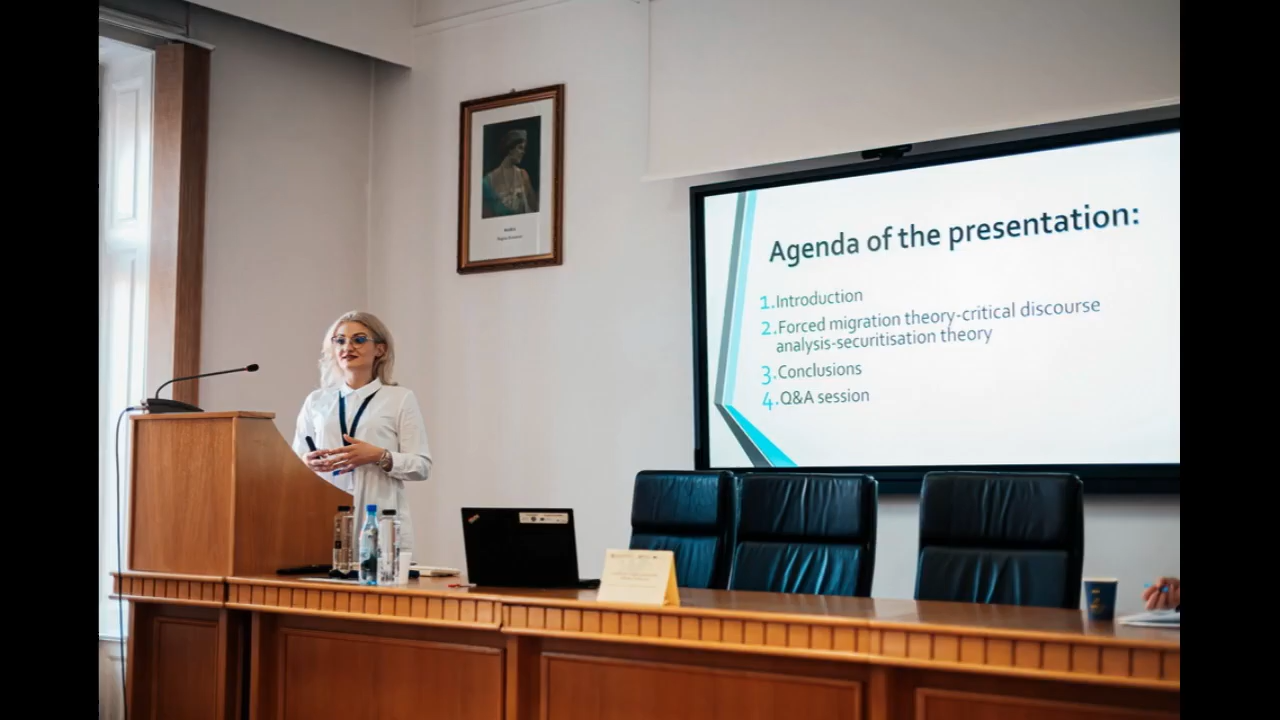 Agenda of the presentation:
1.Introduction
2.Forced migration theory-critical discourse
analysis-securitisation theory
3.Conclusions
4.Q&A session